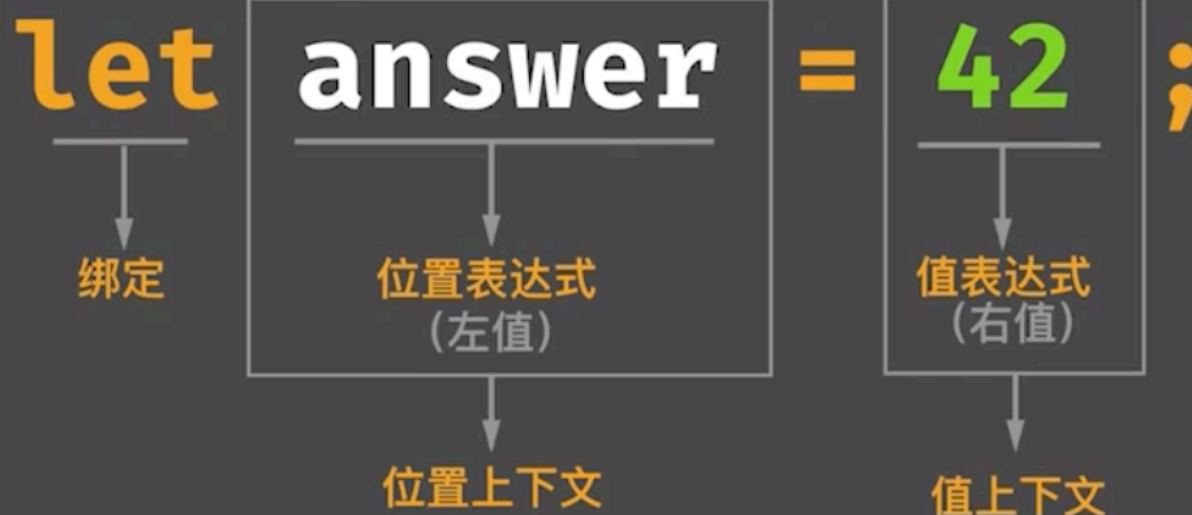 let answer = 42 ;
绑定 位置表达式 值表达式
(左值) (右值)
位置上下文 值上下文